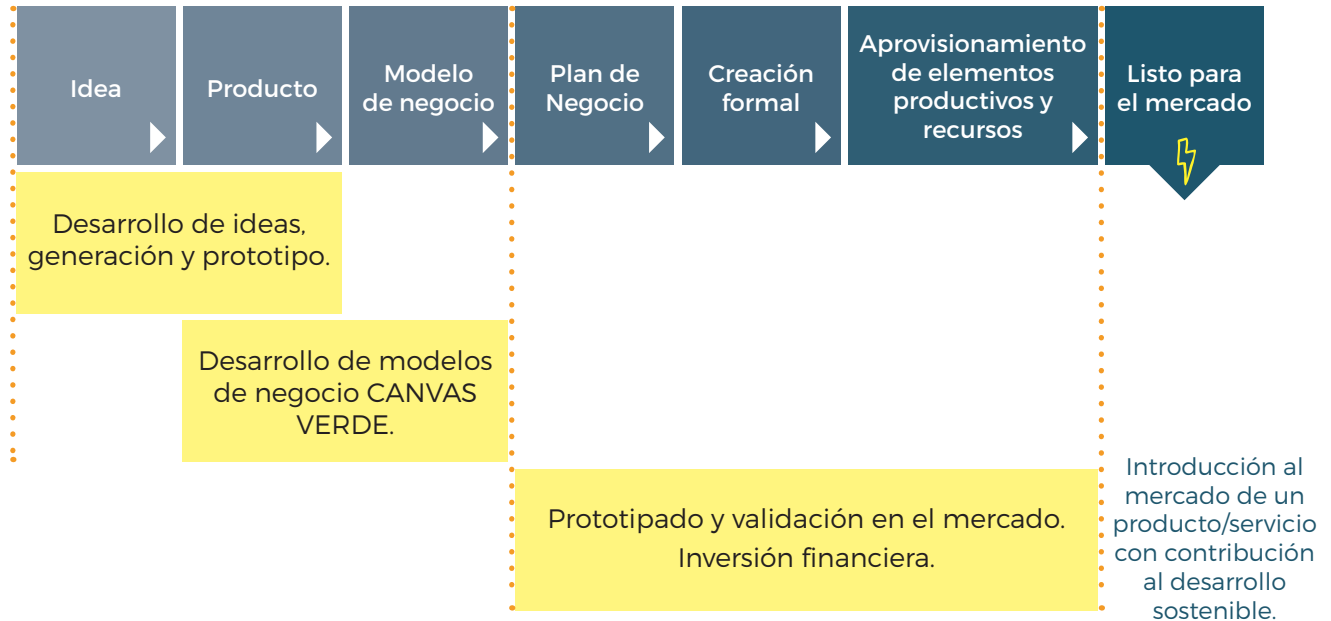 Idea
Producto
Modelo
de negocio
Plan de
Negocio
Creación
formal
Aprovisionamiento
de elementos
productivos y
recursos
Listo para
el mercado
Desarrollo de ideas,
generación y prototipo.
Desarrollo de modelos
de negocio CANVAS
VERDE.
Prototipado y validación en el mercado.
Inversión financiera.
Introducción al
mercado de un
producto/servicio
con contribución
al desarrollo
sostenible.